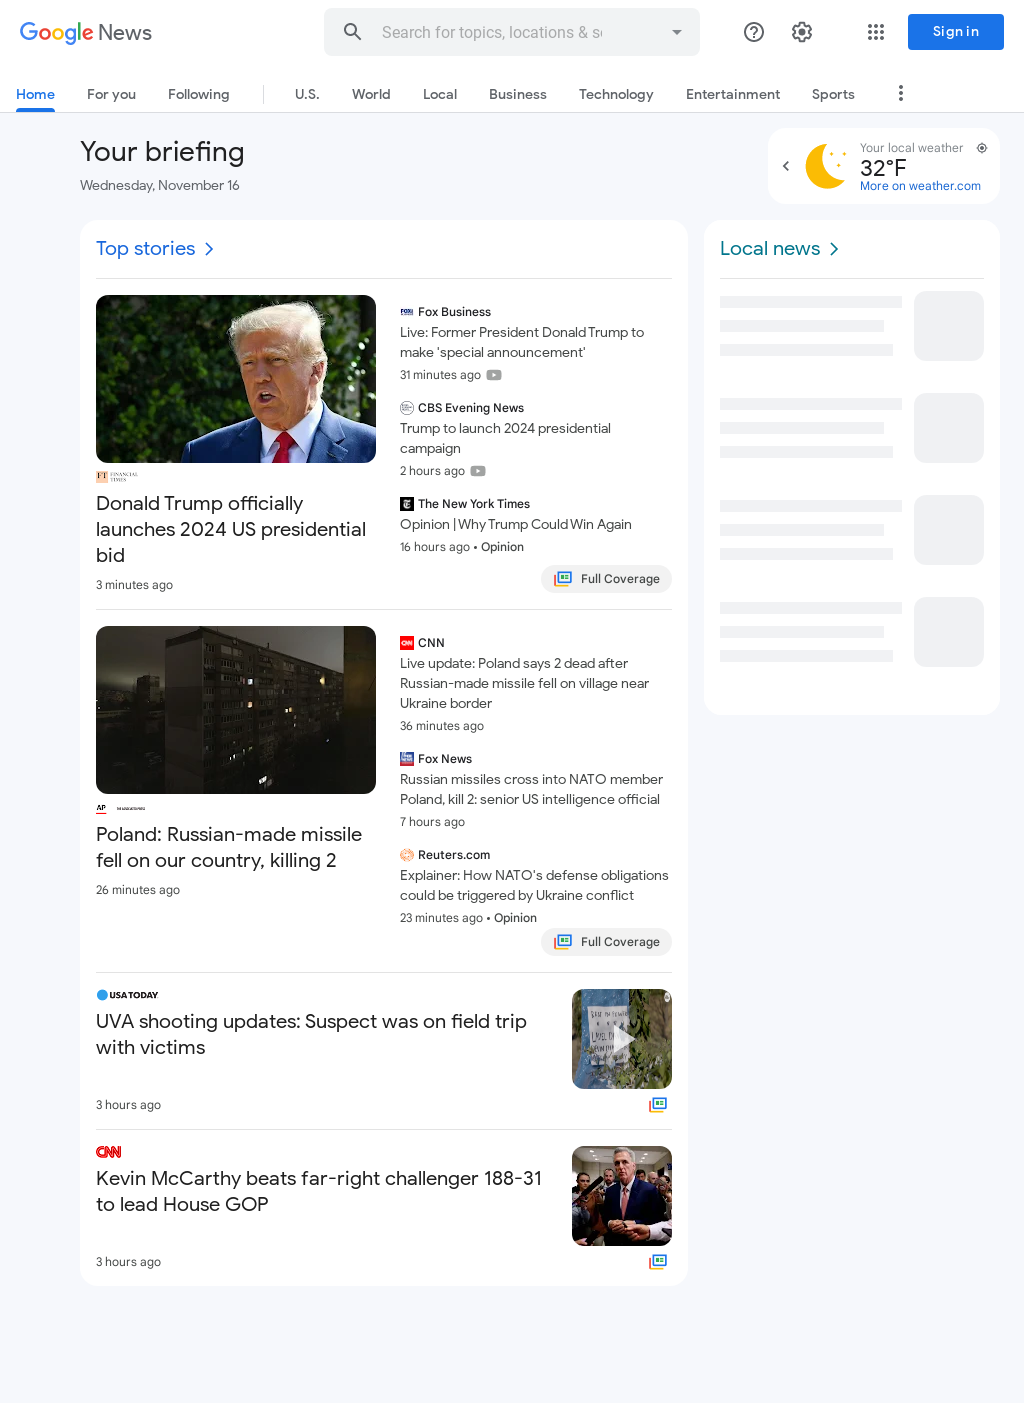 Google News
Search for topics, locations & so
Sign in
Home
For you
Following
U.S.
World
Local
Business
Technology
Entertainment
Sports
Your briefing
Wednesday, November 16
Your local weather
32°F
More on weather.com
Top stories
FT FINANCIAL TIMES
Donald Trump officially
launches 2024 US presidential
bid
3 minutes ago
Fox Business
Live: Former President Donald Trump to
make 'special announcement'
31 minutes ago
CBS Evening News
Trump to launch 2024 presidential
campaign
2 hours ago
The New York Times
Opinion | Why Trump Could Win Again
16 hours ago • Opinion
Full Coverage
AP THE ASSOCIATED PRESS
Poland: Russian-made missile
fell on our country, killing 2
26 minutes ago
CNN
Live update: Poland says 2 dead after
Russian-made missile fell on village near
Ukraine border
36 minutes ago
Fox News
Russian missiles cross into NATO member
Poland, kill 2: senior US intelligence official
7 hours ago
Reuters.com
Explainer: How NATO's defense obligations
could be triggered by Ukraine conflict
23 minutes ago • Opinion
Full Coverage
USA TODAY
UVA shooting updates: Suspect was on field trip
with victims
3 hours ago
CNN
Kevin McCarthy beats far-right challenger 188-31
to lead House GOP
3 hours ago
Local news